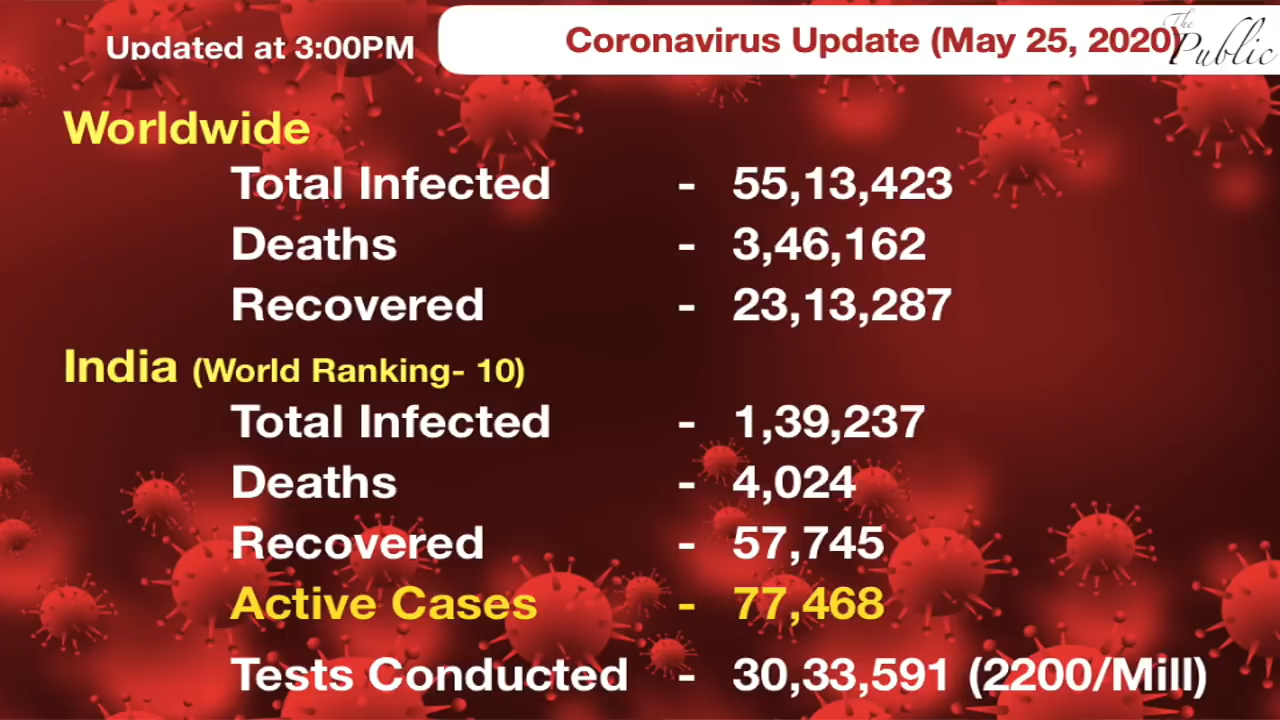 Updated at 3:00PM
Coronavirus Update (May 25, 2020)
The Public
Worldwide
Total Infected - 55,13,423
Deaths - 3,46,162
Recovered - 23,13,287
India (World Ranking- 10)
Total Infected - 1,39,237
Deaths - 4,024
Recovered - 57,745
Active Cases - 77,468
Tests Conducted - 30,33,591 (2200/Mill)